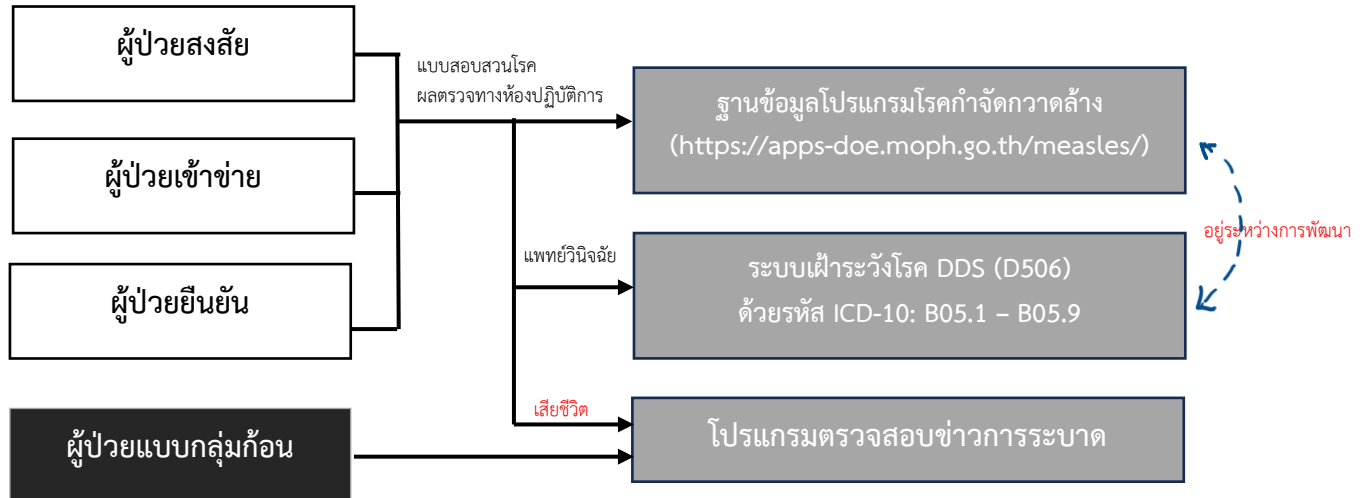 ผู้ป่วยสงสัย
แบบสอบสวนโรค
ผลตรวจทางห้องปฏิบัติการ
ฐานข้อมูลโปรแกรมโรคกำจัดกวาดล้าง
(https://apps-doe.moph.go.th/measles/)
ผู้ป่วยเข้าข่าย
อยู่ระหว่างการพัฒนา
แพทย์วินิจฉัย
ระบบเฝ้าระวังโรค DDS (D506)
ด้วยรหัส ICD-10: B05.1 – B05.9
ผู้ป่วยยืนยัน
เสียชีวิต
ผู้ป่วยแบบกลุ่มก้อน
โปรแกรมตรวจสอบข่าวการระบาด